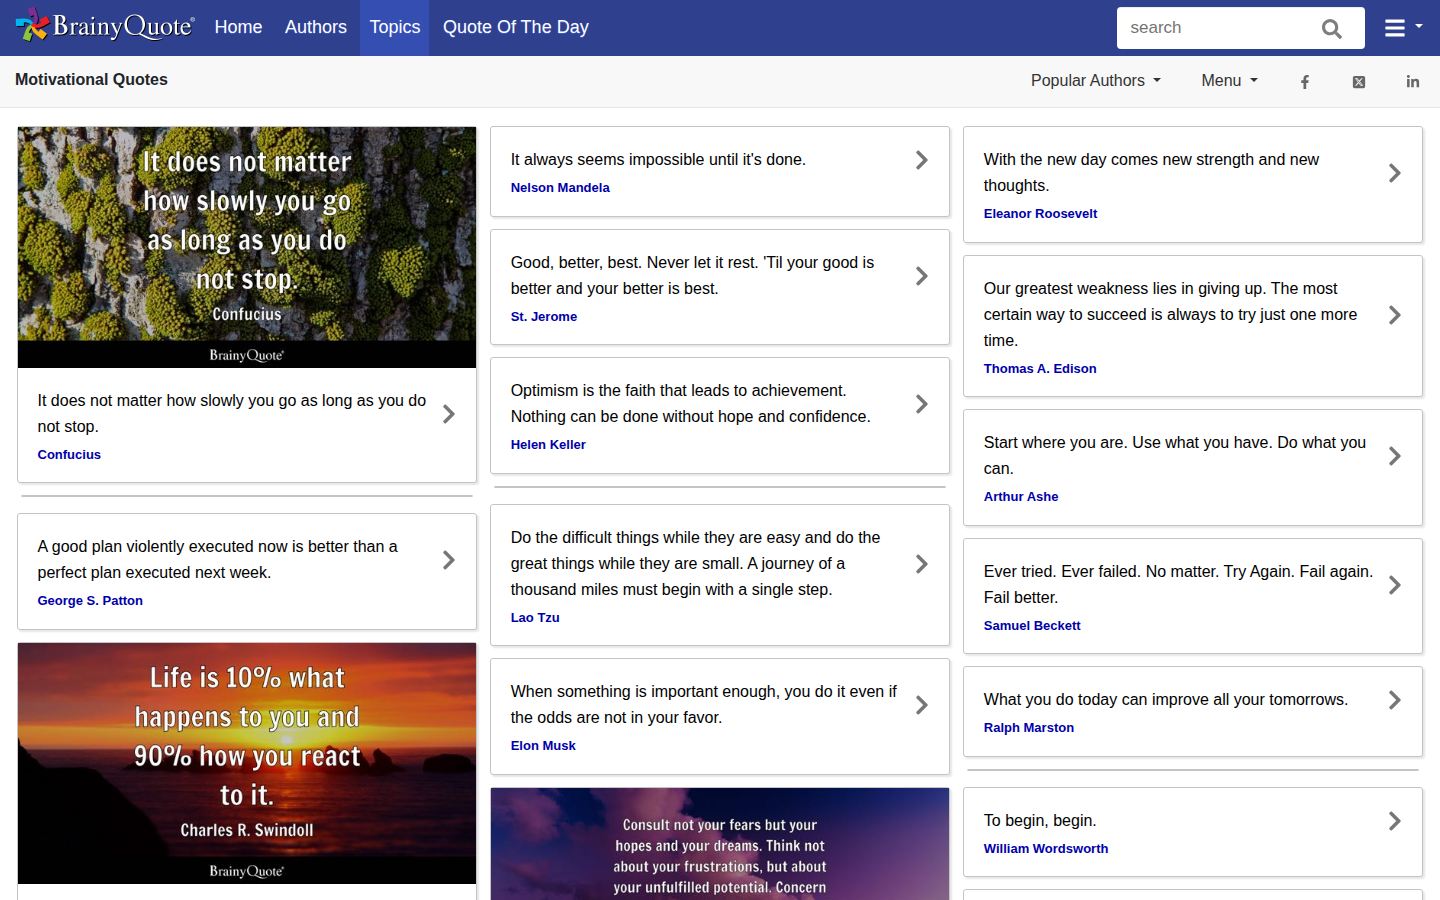 BrainyQuote® Home Authors Topics Quote Of The Day search
Motivational Quotes Popular Authors Menu
It does not matter
how slowly you go
as long as you do
not stop.
Confucius
BrainyQuote®
It does not matter how slowly you go as long as you do
not stop.
Confucius
A good plan violently executed now is better than a
perfect plan executed next week.
George S. Patton
Life is 10% what
happens to you and
90% how you react
to it.
Charles R. Swindoll
BrainyQuote®
It always seems impossible until it's done.
Nelson Mandela
Good, better, best. Never let it rest. 'Til your good is
better and your better is best.
St. Jerome
Optimism is the faith that leads to achievement.
Nothing can be done without hope and confidence.
Helen Keller
Do the difficult things while they are easy and do the
great things while they are small. A journey of a
thousand miles must begin with a single step.
Lao Tzu
When something is important enough, you do it even if
the odds are not in your favor.
Elon Musk
Consult not your fears but your
hopes and your dreams. Think not
about your frustrations, but about
your unfulfilled potential. Concern
With the new day comes new strength and new
thoughts.
Eleanor Roosevelt
Our greatest weakness lies in giving up. The most
certain way to succeed is always to try just one more
time.
Thomas A. Edison
Start where you are. Use what you have. Do what you
can.
Arthur Ashe
Ever tried. Ever failed. No matter. Try Again. Fail again.
Fail better.
Samuel Beckett
What you do today can improve all your tomorrows.
Ralph Marston
To begin, begin.
William Wordsworth